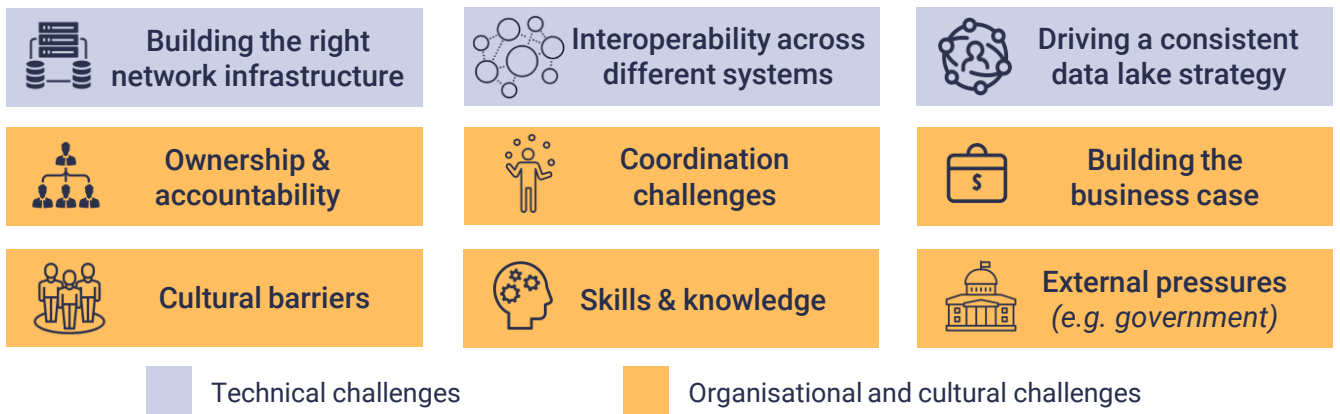 Building the right
network infrastructure
Interoperability across
different systems
Driving a consistent
data lake strategy
Ownership &
accountability
Coordination
challenges
$
Building the
business case
Cultural barriers
Skills & knowledge
External pressures
(e.g. government)
Technical challenges
Organisational and cultural challenges